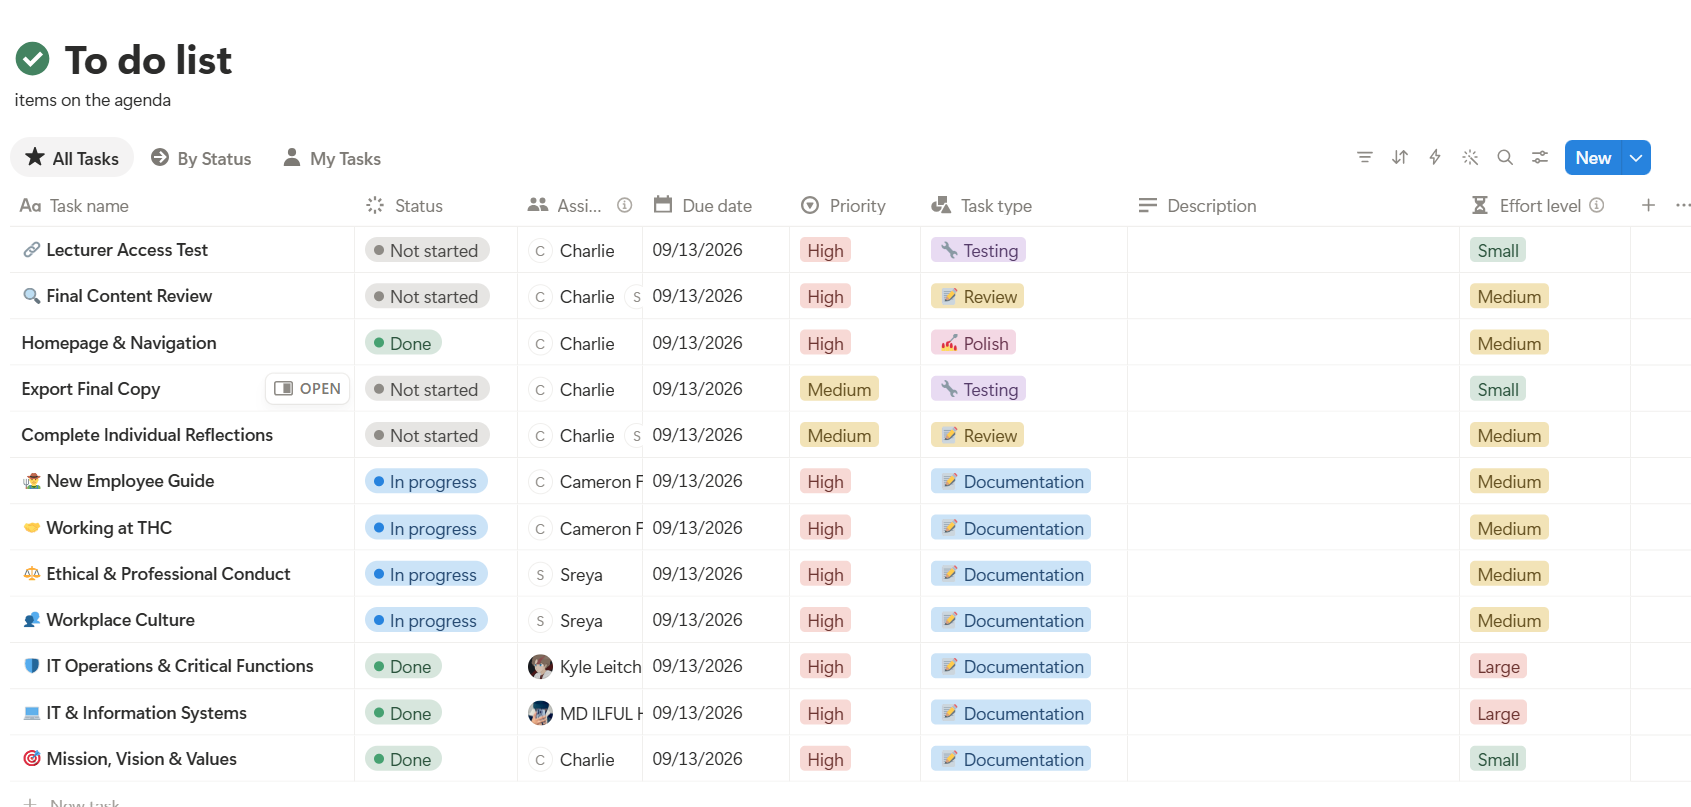 To do list
items on the agenda
All Tasks By Status My Tasks New
Aa Task name Status Assi... Due date Priority Task type Description Effort level
Lecturer Access Test Not started C Charlie 09/13/2026 High Testing Small
Final Content Review Not started C Charlie S 09/13/2026 High Review Medium
Homepage & Navigation Done C Charlie 09/13/2026 High Polish Medium
Export Final Copy OPEN Not started C Charlie 09/13/2026 Medium Testing Small
Complete Individual Reflections Not started C Charlie S 09/13/2026 Medium Review Medium
New Employee Guide In progress C Cameron F 09/13/2026 High Documentation Medium
Working at THC In progress C Cameron F 09/13/2026 High Documentation Medium
Ethical & Professional Conduct In progress S Sreya 09/13/2026 High Documentation Medium
Workplace Culture In progress S Sreya 09/13/2026 High Documentation Medium
IT Operations & Critical Functions Done Kyle Leitch 09/13/2026 High Documentation Large
IT & Information Systems Done MD ILFUL H 09/13/2026 High Documentation Large
Mission, Vision & Values Done C Charlie 09/13/2026 High Documentation Small
New task